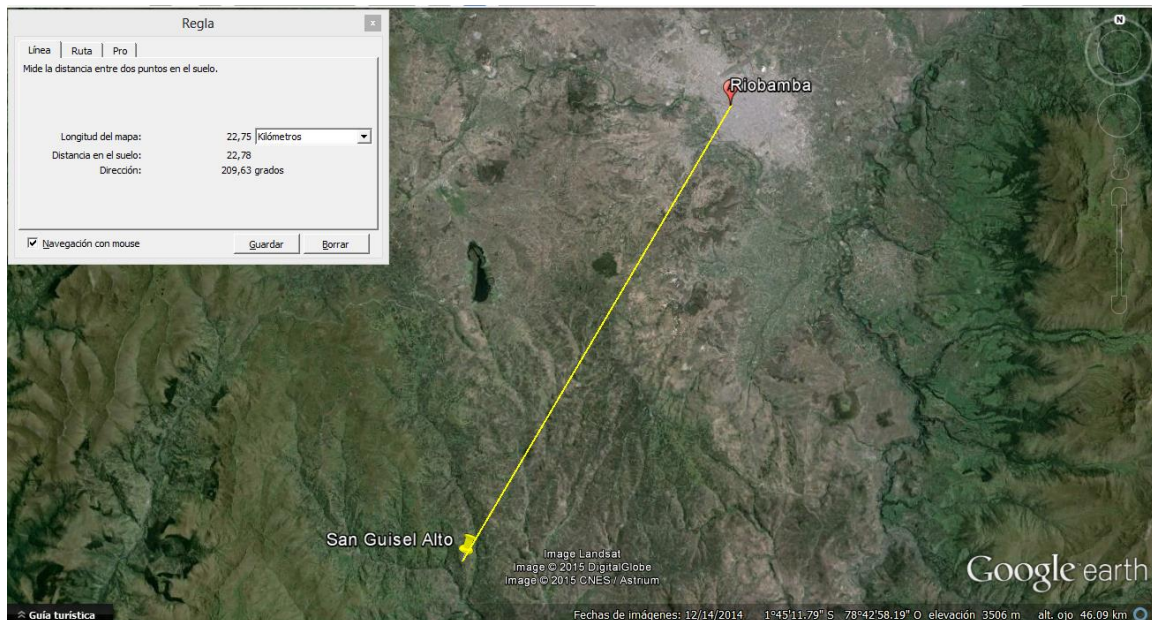 Regla
x
Línea Ruta Pro
Mide la distancia entre dos puntos en el suelo.
Longitud del mapa: 22,75 Kilómetros
Distancia en el suelo: 22,78
Dirección: 209,63 grados
Navegación con mouse Guardar Borrar
N
Riobamba
San Guisel Alto
Image Landsat
Image © 2015 DigitalGlobe
Image © 2015 CNES / Astrium
Google earth
Guía turística
Fechas de imágenes: 12/14/2014 1°45'11.79" S 78°42'58.19" O elevación 3506 m alt. ojo 46.09 km